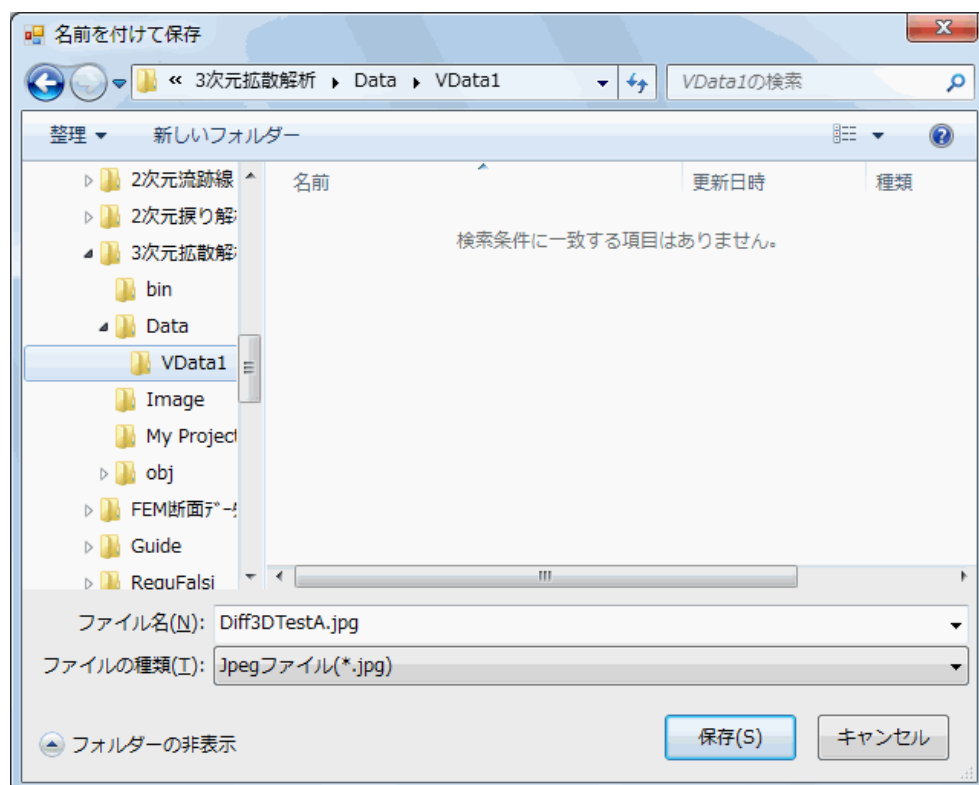 名前を付けて保存
« 3次元拡散解析 ▸ Data ▸ VData1
VData1の検索
整理 新しいフォルダー
名前 更新日時 種類
検索条件に一致する項目はありません。
2次元流跡線
2次元捩り解
3次元拡散解
bin
Data
VData1
Image
My Project
obj
FEM断面ﾃﾞｰﾀ
Guide
ReguFalsi
ファイル名(N): Diff3DTestA.jpg
ファイルの種類(T): Jpegファイル(*.jpg)
フォルダーの非表示
保存(S) キャンセル